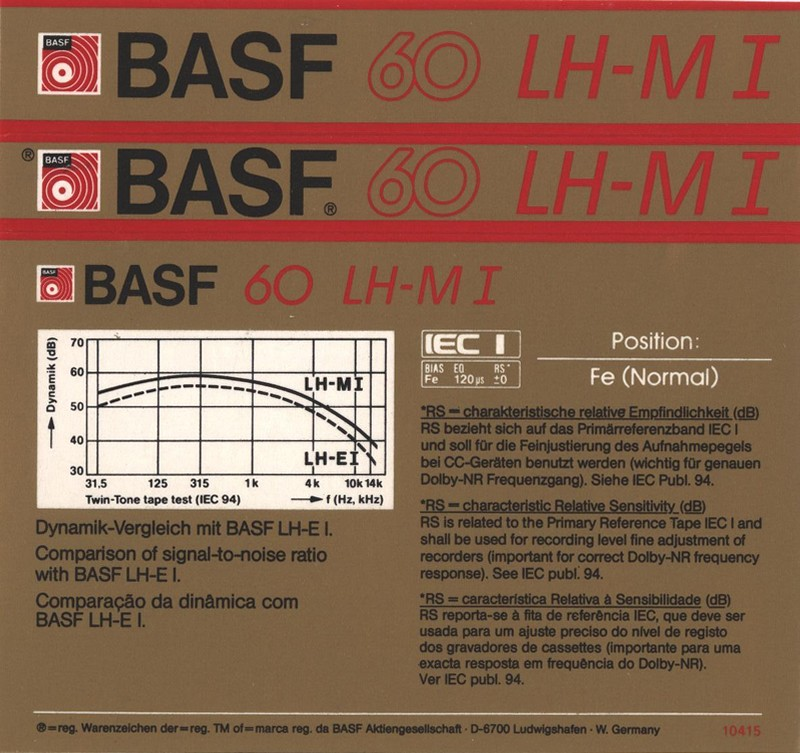 BASF BASF 60 LH-M I
® BASF BASF® 60 LH-M I
BASF BASF 60 LH-M I
Dynamik (dB)
70
60
50
40
30
LH-MI
LH-EI
31,5 125 315 1k 4k 10k 14k
Twin-Tone tape test (IEC 94) f (Hz, kHz)
Dynamik-Vergleich mit BASF LH-E I.
Comparison of signal-to-noise ratio
with BASF LH-E I.
Comparação da dinâmica com
BASF LH-E I.
IEC I
BIAS EQ RS*
Fe 120µs ±0
Position:
Fe (Normal)
*RS = charakteristische relative Empfindlichkeit (dB)
RS bezieht sich auf das Primärreferenzband IEC I
und soll für die Feinjustierung des Aufnahmepegels
bei CC-Geräten benutzt werden (wichtig für genauen
Dolby-NR Frequenzgang). Siehe IEC Publ. 94.
*RS = characteristic Relative Sensitivity (dB)
RS is related to the Primary Reference Tape IEC I and
shall be used for recording level fine adjustment of
recorders (important for correct Dolby-NR frequency
response). See IEC publ. 94.
*RS = característica Relativa à Sensibilidade (dB)
RS reporta-se à fita de referência IEC, que deve ser
usada para um ajuste preciso do nível de registo
dos gravadores de cassettes (importante para uma
exacta resposta em frequência do Dolby-NR).
Ver IEC publ. 94.
®=reg. Warenzeichen der=reg. TM of=marca reg. da BASF Aktiengesellschaft · D-6700 Ludwigshafen · W. Germany 10415